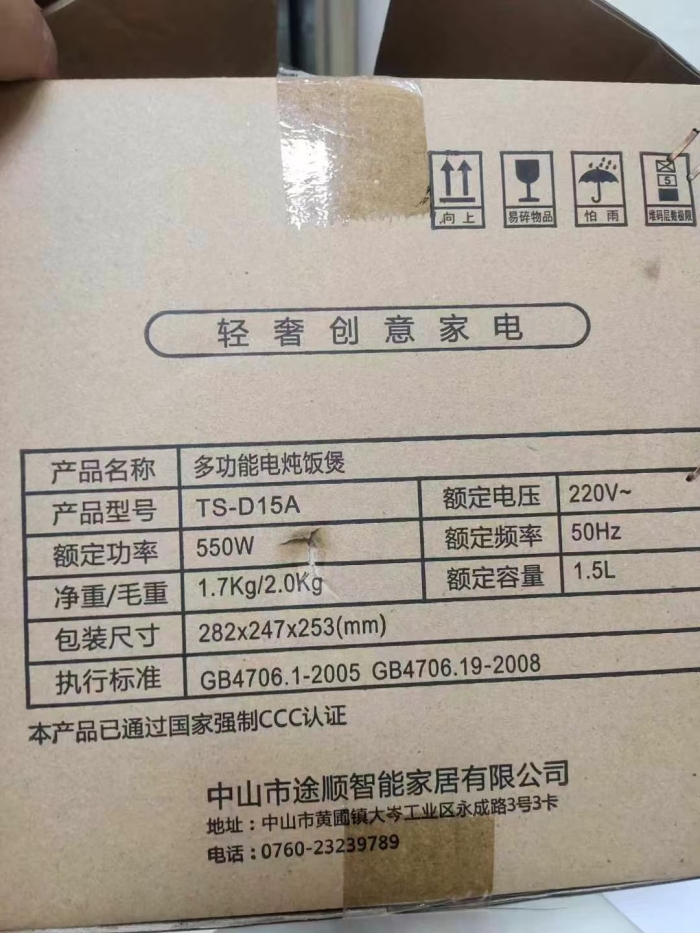 向上 易碎物品 怕雨 5 堆码层数极限
轻奢创意家电
产品名称 多功能电炖饭煲
产品型号 TS-D15A 额定电压 220V~
额定功率 550W 额定频率 50Hz
净重/毛重 1.7Kg/2.0Kg 额定容量 1.5L
包装尺寸 282x247x253(mm)
执行标准 GB4706.1-2005 GB4706.19-2008
本产品已通过国家强制CCC认证
中山市途顺智能家居有限公司
地址：中山市黄圃镇大岑工业区永成路3号3卡
电话：0760-23239789